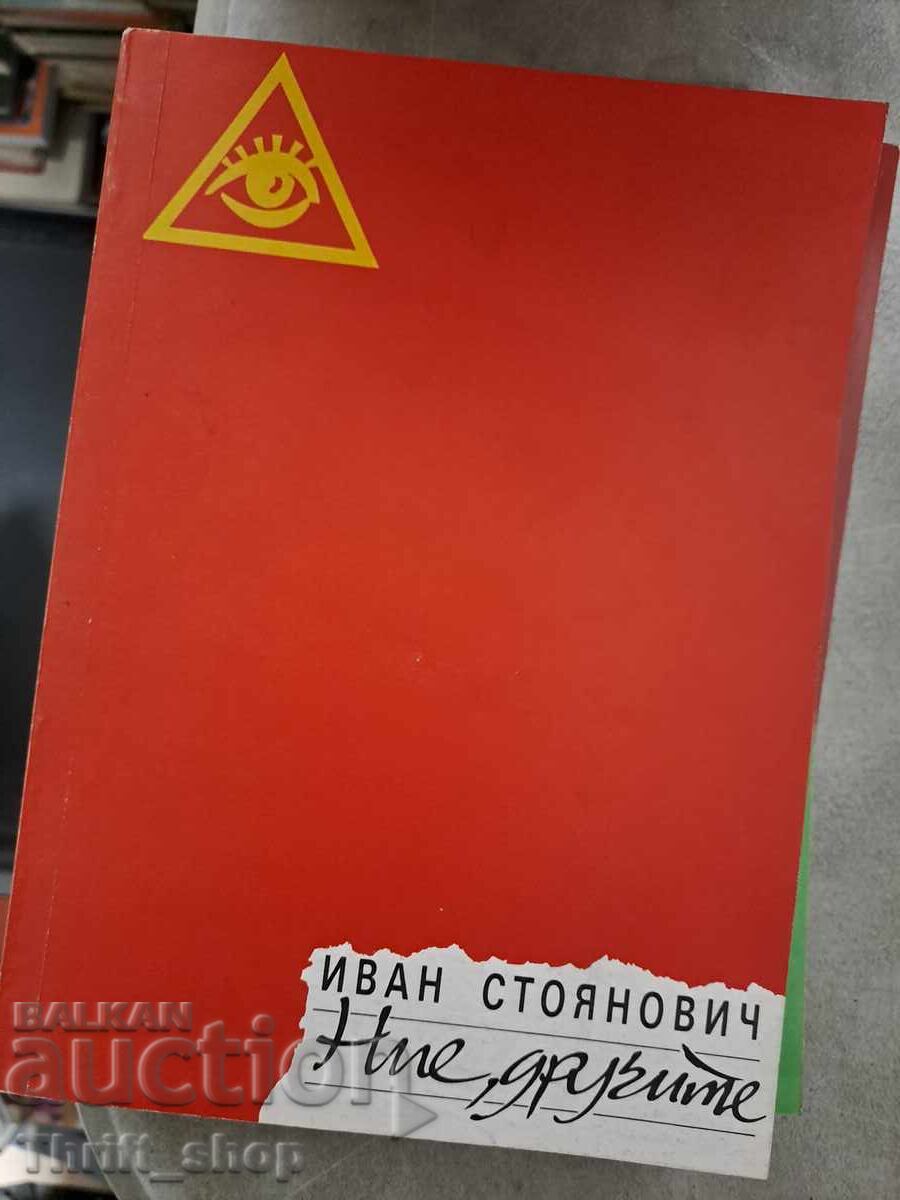 ИВАН СТОЯНОВИЧ
Ние, другите
BALKAN
auction
Thrift_shop